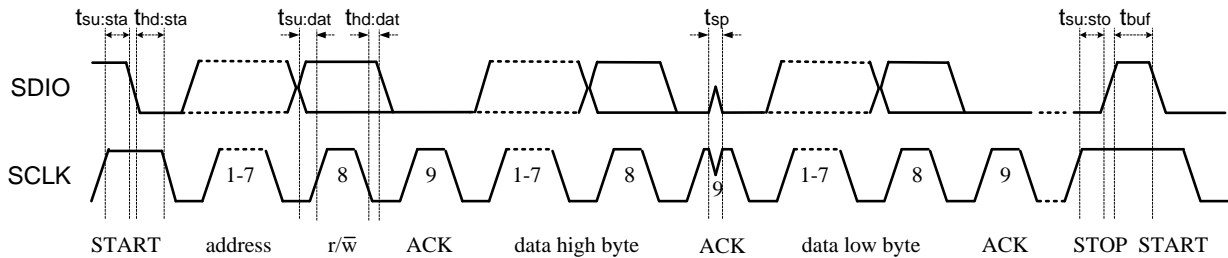 tsu:sta thd:sta tsu:dat thd:dat tsp tsu:sto tbuf
SDIO
SCLK 1-7 8 9 1-7 8 9 1-7 8 9
START address r/w̅ ACK data high byte ACK data low byte ACK STOP START